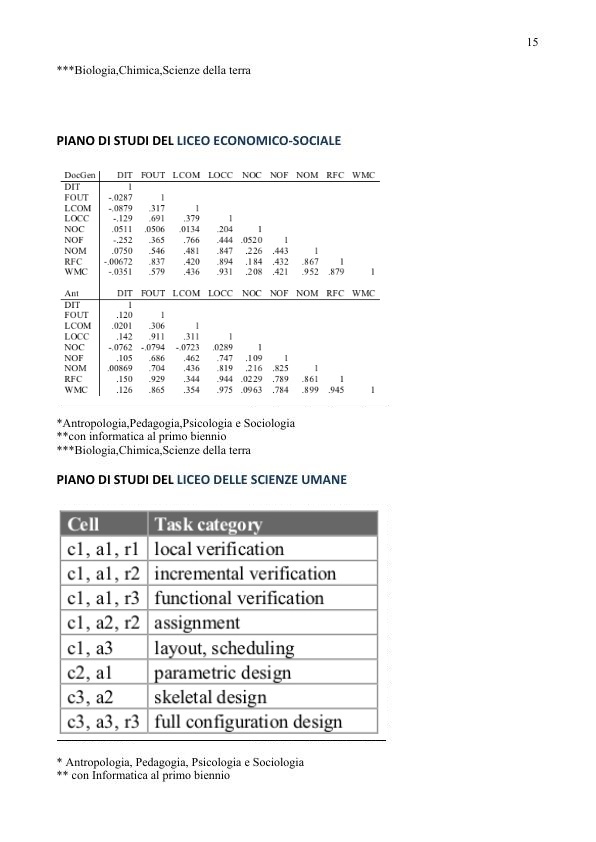 15
***Biologia,Chimica,Scienze della terra
PIANO DI STUDI DEL LICEO ECONOMICO-SOCIALE
DocGen DIT FOUT LCOM LOCC NOC NOF NOM RFC WMC
DIT 1
FOUT -.0287 1
LCOM -.0879 .317 1
LOCC -.129 .691 .379 1
NOC .0511 .0506 .0134 .204 1
NOF -.252 .365 .766 .444 .0520 1
NOM .0750 .546 .481 .847 .226 .443 1
RFC -.00672 .837 .420 .894 .184 .432 .867 1
WMC -.0351 .579 .436 .931 .208 .421 .952 .879 1
Ant DIT FOUT LCOM LOCC NOC NOF NOM RFC WMC
DIT 1
FOUT .120 1
LCOM .0201 .306 1
LOCC .142 .911 .311 1
NOC -.0762 -.0794 -.0723 .0289 1
NOF .105 .686 .462 .747 .109 1
NOM .00869 .704 .436 .819 .216 .825 1
RFC .150 .929 .344 .944 .0229 .789 .861 1
WMC .126 .865 .354 .975 .0963 .784 .899 .945 1
*Antropologia,Pedagogia,Psicologia e Sociologia
**con informatica al primo biennio
***Biologia,Chimica,Scienze della terra
PIANO DI STUDI DEL LICEO DELLE SCIENZE UMANE
Cell Task category
c1, a1, r1 local verification
c1, a1, r2 incremental verification
c1, a1, r3 functional verification
c1, a2, r2 assignment
c1, a3 layout, scheduling
c2, a1 parametric design
c3, a2 skeletal design
c3, a3, r3 full configuration design
* Antropologia, Pedagogia, Psicologia e Sociologia
** con Informatica al primo biennio